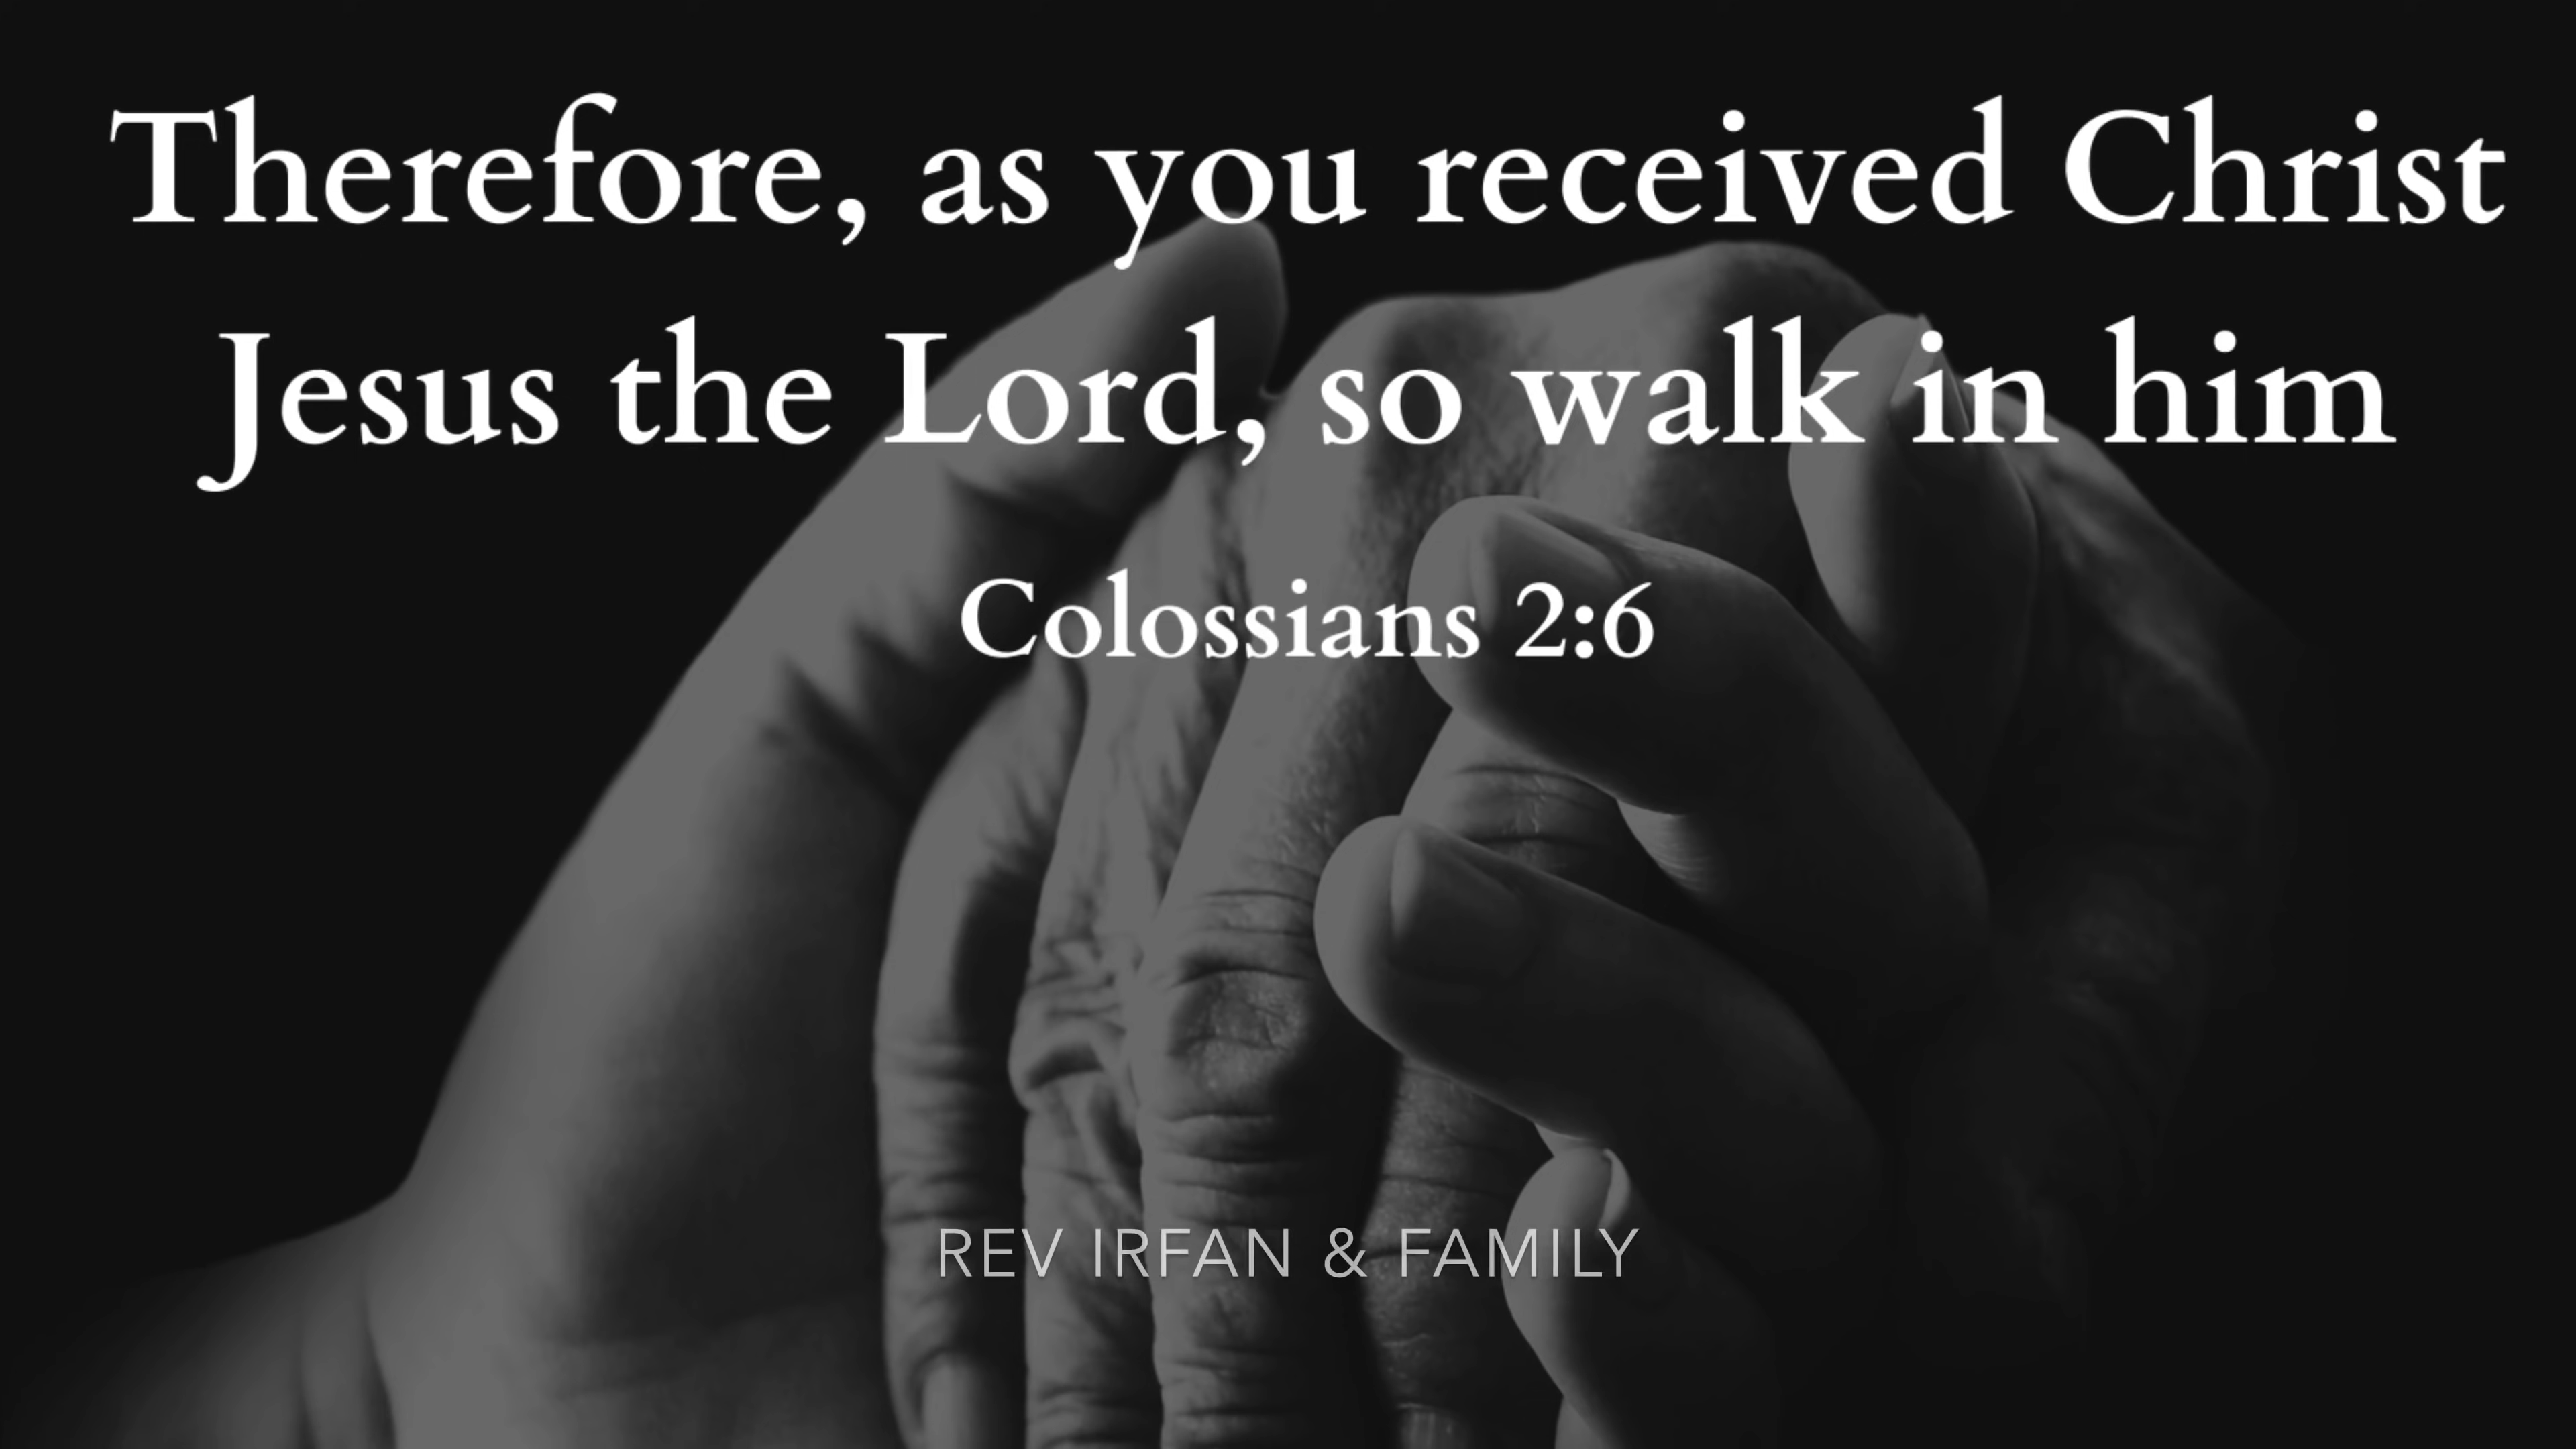 Therefore, as you received Christ
Jesus the Lord, so walk in him
Colossians 2:6
REV IRFAN & FAMILY